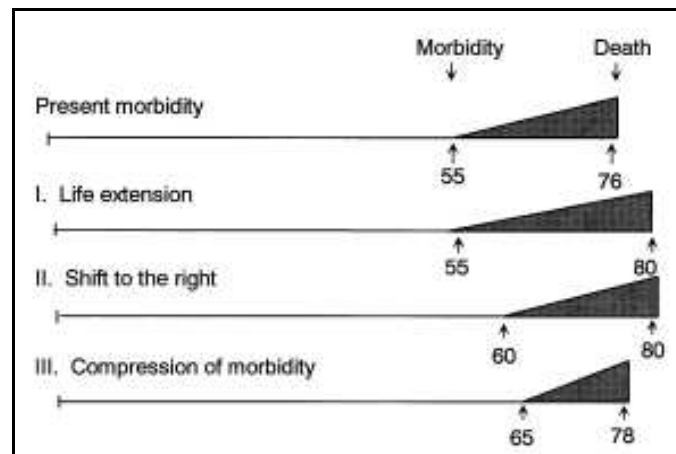 Morbidity Death
Present morbidity
55 76
I. Life extension
55 80
II. Shift to the right
60 80
III. Compression of morbidity
65 78